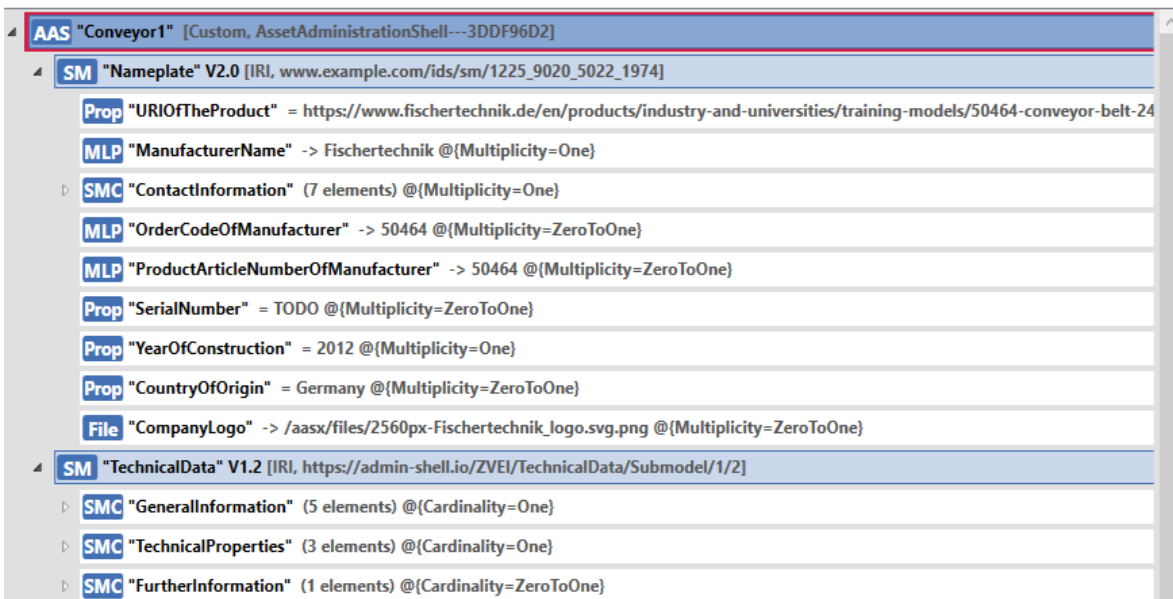 AAS "Conveyor1" [Custom, AssetAdministrationShell---3DDF96D2]
SM "Nameplate" V2.0 [IRI, www.example.com/ids/sm/1225_9020_5022_1974]
Prop "URIOfTheProduct" = https://www.fischertechnik.de/en/products/industry-and-universities/training-models/50464-conveyor-belt-24
MLP "ManufacturerName" -> Fischertechnik @{Multiplicity=One}
SMC "ContactInformation" (7 elements) @{Multiplicity=One}
MLP "OrderCodeOfManufacturer" -> 50464 @{Multiplicity=ZeroToOne}
MLP "ProductArticleNumberOfManufacturer" -> 50464 @{Multiplicity=ZeroToOne}
Prop "SerialNumber" = TODO @{Multiplicity=ZeroToOne}
Prop "YearOfConstruction" = 2012 @{Multiplicity=One}
Prop "CountryOfOrigin" = Germany @{Multiplicity=ZeroToOne}
File "CompanyLogo" -> /aasx/files/2560px-Fischertechnik_logo.svg.png @{Multiplicity=ZeroToOne}
SM "TechnicalData" V1.2 [IRI, https://admin-shell.io/ZVEI/TechnicalData/Submodel/1/2]
SMC "GeneralInformation" (5 elements) @{Cardinality=One}
SMC "TechnicalProperties" (3 elements) @{Cardinality=One}
SMC "FurtherInformation" (1 elements) @{Cardinality=ZeroToOne}